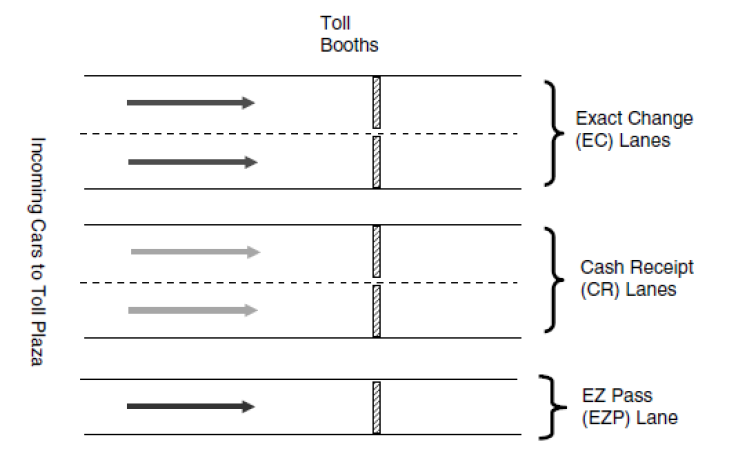 Toll
Booths
Incoming Cars to Toll Plaza
Exact Change
(EC) Lanes
Cash Receipt
(CR) Lanes
EZ Pass
(EZP) Lane